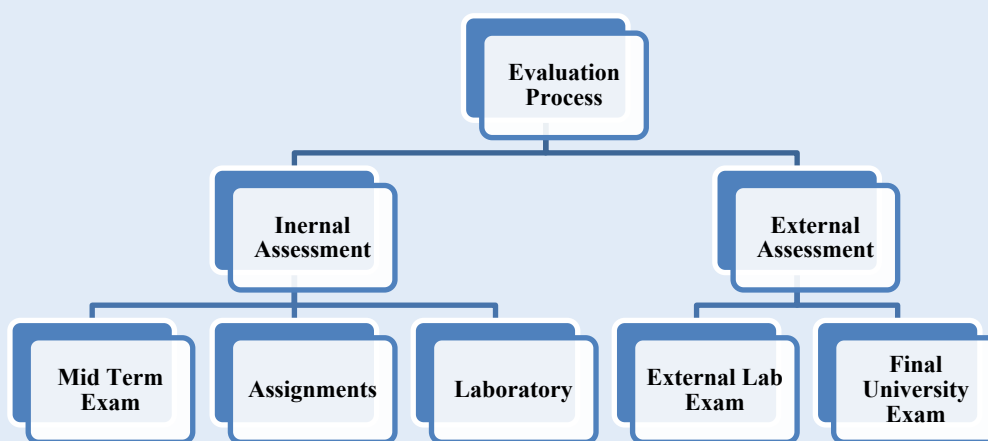 Evaluation
Process
Inernal
Assessment
External
Assessment
Mid Term
Exam
Assignments
Laboratory
External Lab
Exam
Final
University
Exam